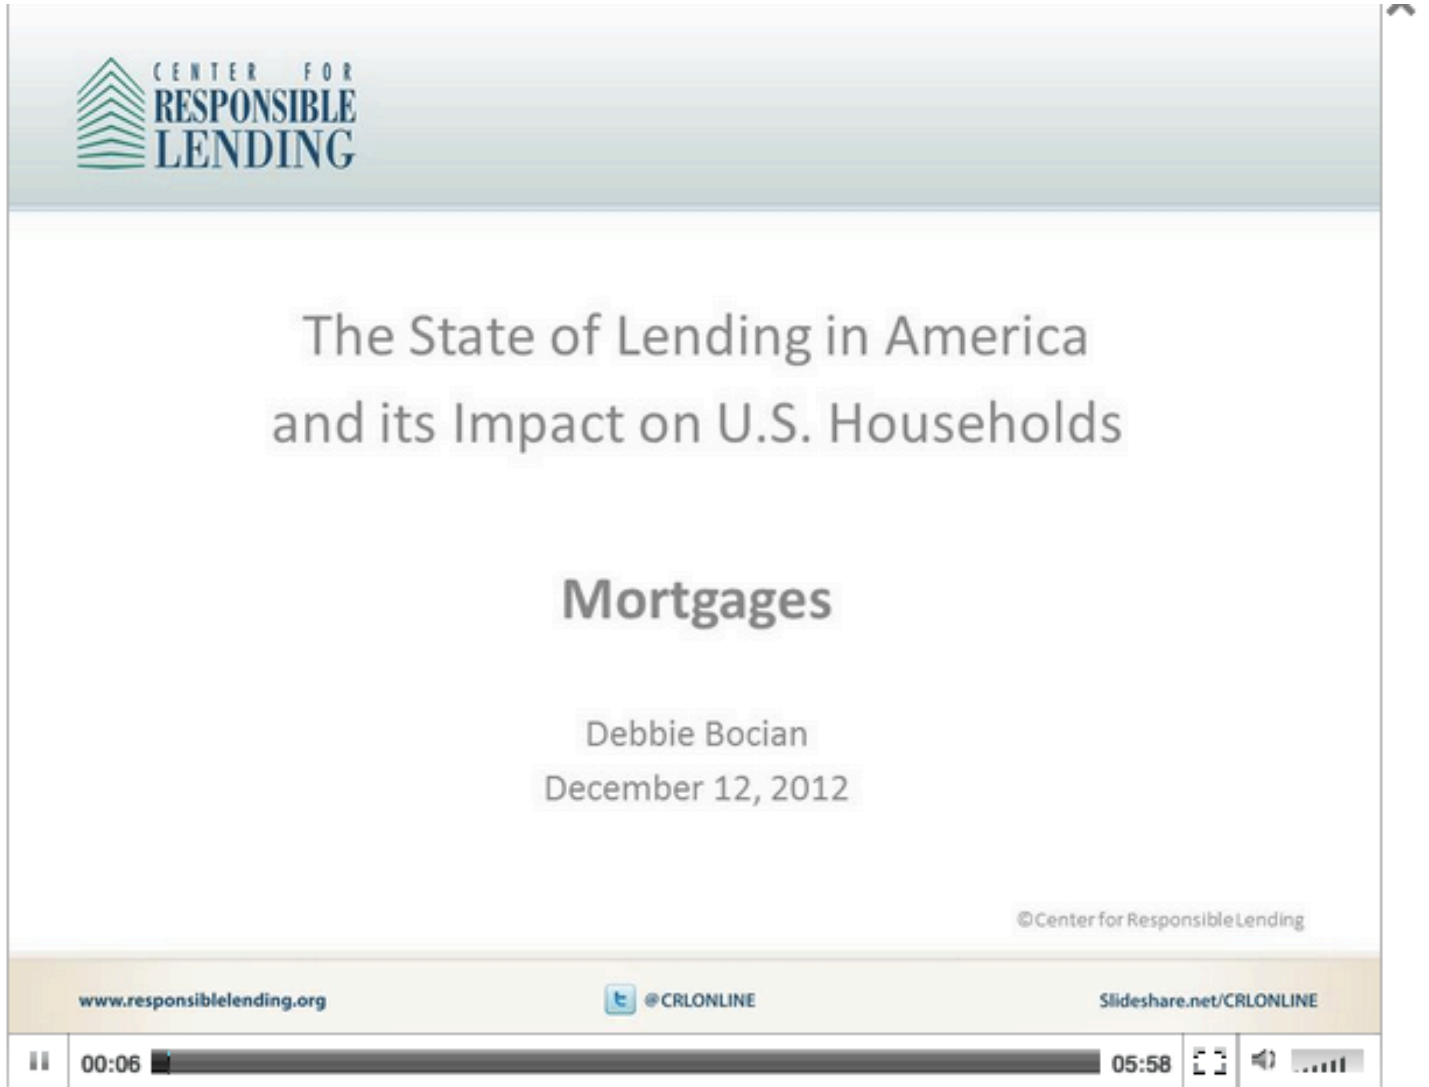 CENTER FOR
RESPONSIBLE
LENDING
The State of Lending in America
and its Impact on U.S. Households
Mortgages
Debbie Bocian
December 12, 2012
©Center for Responsible Lending
www.responsiblelending.org @CRLONLINE Slideshare.net/CRLONLINE
00:06 05:58